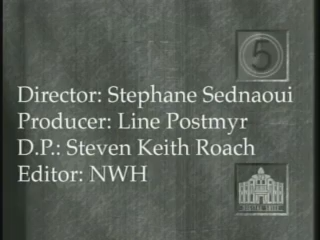 5
Director: Stephane Sednaoui
Producer: Line Postmyr
D.P.: Steven Keith Roach
Editor: NWH